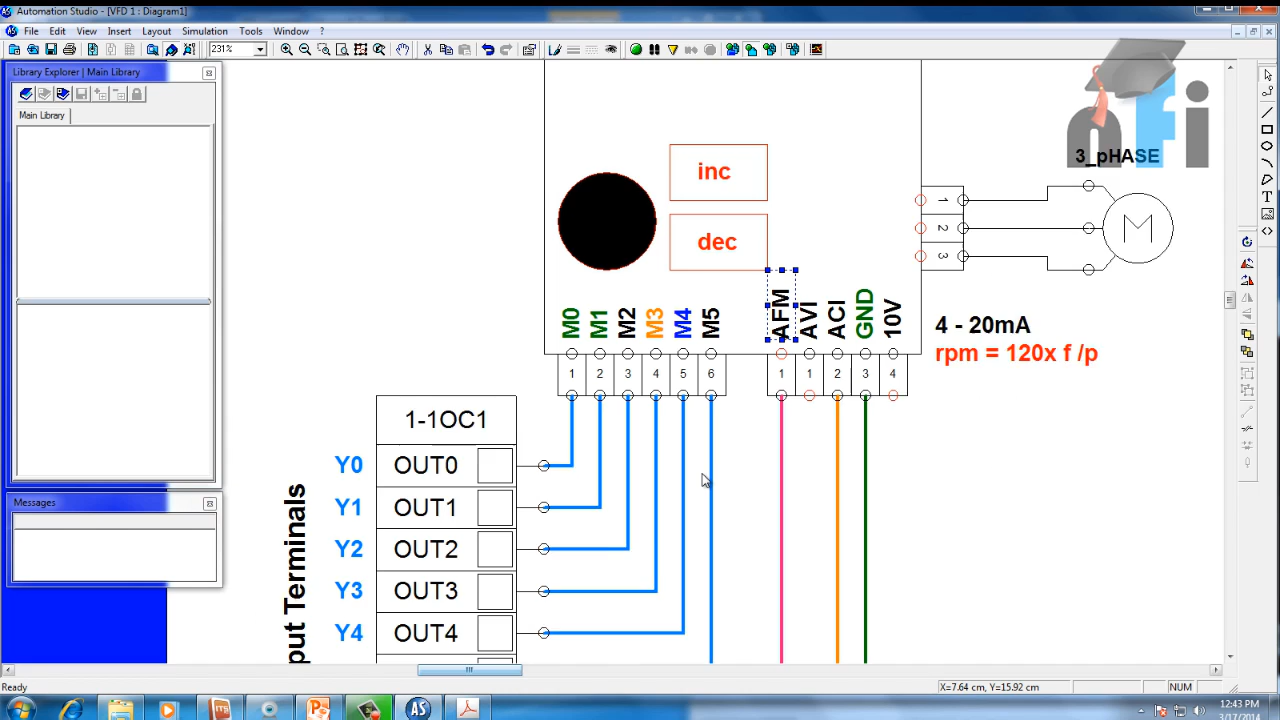 Automation Studio - [VFD 1 : Diagram1]
File Edit View Insert Layout Simulation Tools Window ?
231%
Library Explorer | Main Library
Main Library
Messages
nfi
3_pHASE
inc
dec
1
2
3
M
M0 M1 M2 M3 M4 M5 AFM AVI ACI GND 10V
4 - 20mA
rpm = 120x f /p
1 2 3 4 5 6 1 1 2 3 4
1-1OC1
Y0 OUT0
Y1 OUT1
Y2 OUT2
Y3 OUT3
Y4 OUT4
put Terminals
Ready
X=7.64 cm, Y=15.92 cm
NUM
12:43 PM
3/17/2014